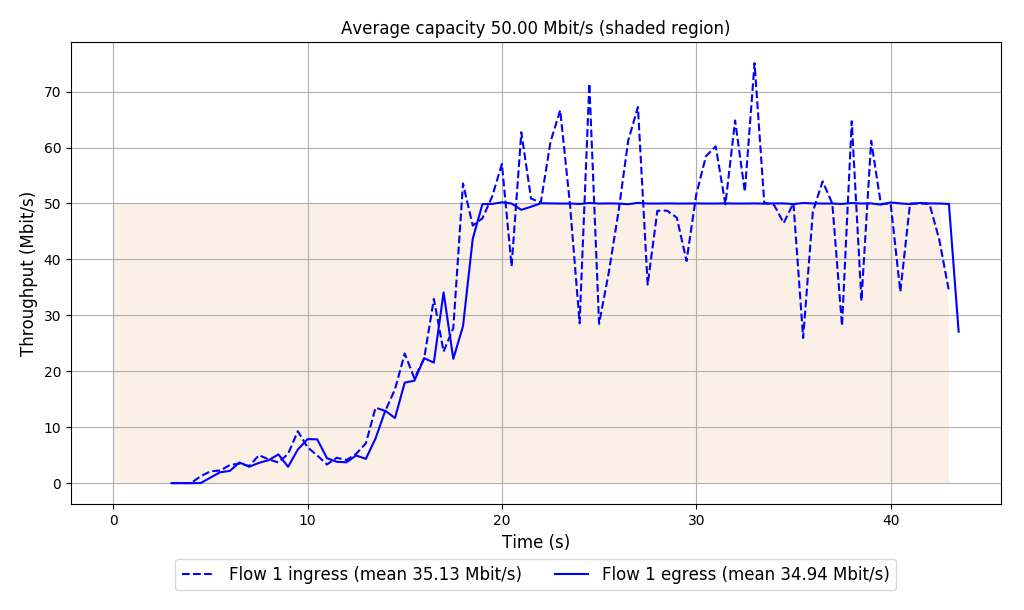 Average capacity 50.00 Mbit/s (shaded region)
Throughput (Mbit/s)
70
60
50
40
30
20
10
0
0 10 20 30 40
Time (s)
Flow 1 ingress (mean 35.13 Mbit/s) Flow 1 egress (mean 34.94 Mbit/s)